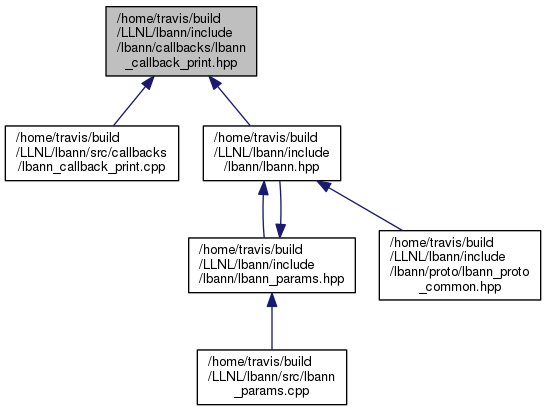 /home/travis/build
/LLNL/lbann/include
/lbann/callbacks/lbann
_callback_print.hpp
/home/travis/build
/LLNL/lbann/src/callbacks
/lbann_callback_print.cpp
/home/travis/build
/LLNL/lbann/include
/lbann/lbann.hpp
/home/travis/build
/LLNL/lbann/include
/lbann/lbann_params.hpp
/home/travis/build
/LLNL/lbann/include
/lbann/proto/lbann_proto
_common.hpp
/home/travis/build
/LLNL/lbann/src/lbann
_params.cpp